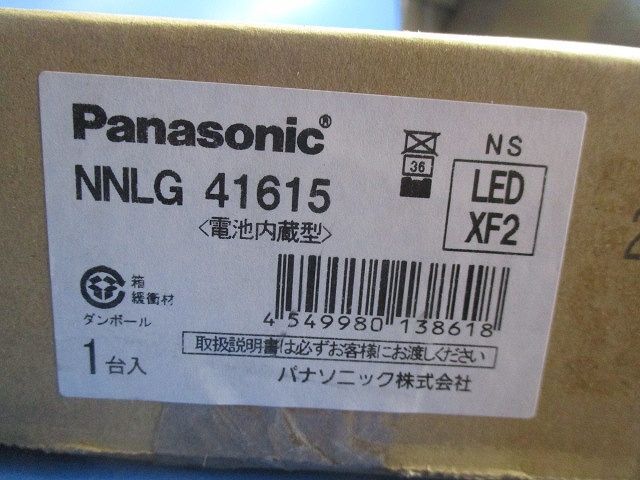 Panasonic®
NNLG 41615
〈電池内蔵型〉
36
NS
LED
XF2
箱
緩衝材
ダンボール
1台入
4 549980 138618
取扱説明書は必ずお客様にお渡しください
パナソニック株式会社
2